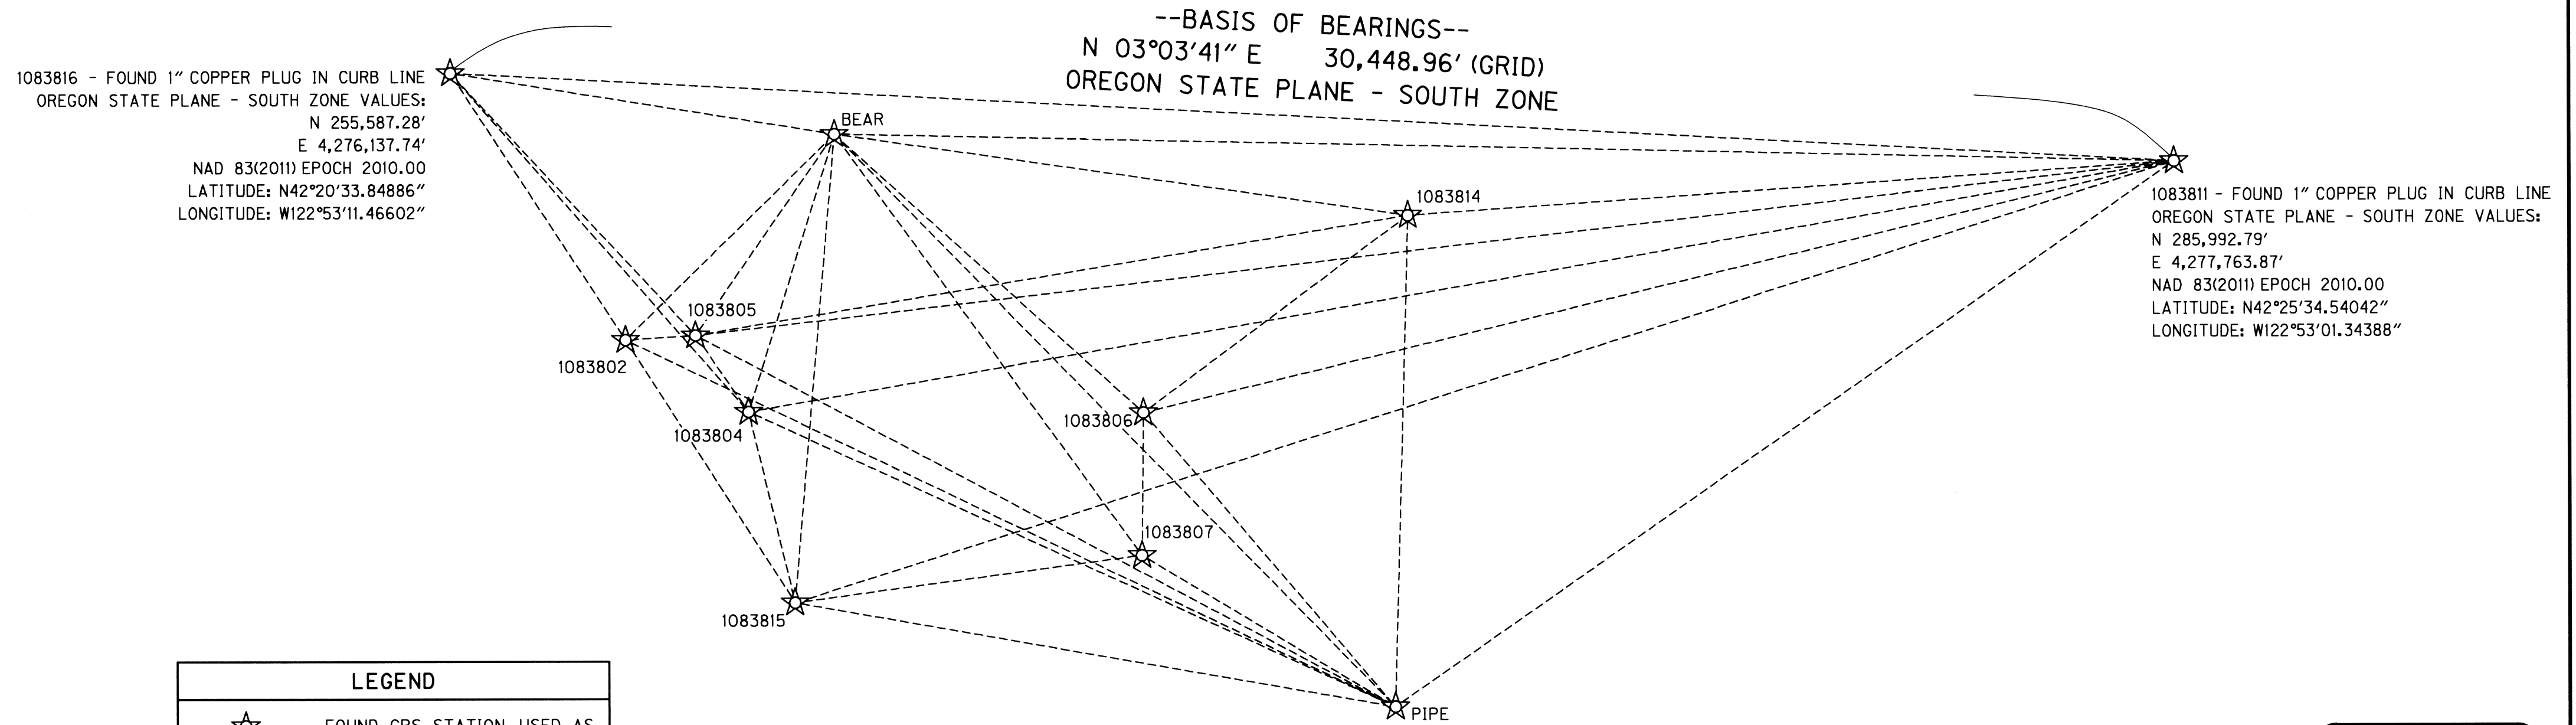 --BASIS OF BEARINGS--
N 03°03'41" E 30,448.96' (GRID)
OREGON STATE PLANE - SOUTH ZONE
1083816 - FOUND 1" COPPER PLUG IN CURB LINE
OREGON STATE PLANE - SOUTH ZONE VALUES:
N 255,587.28'
E 4,276,137.74'
NAD 83(2011) EPOCH 2010.00
LATITUDE: N42°20'33.84886"
LONGITUDE: W122°53'11.46602"
BEAR
1083814
1083811 - FOUND 1" COPPER PLUG IN CURB LINE
OREGON STATE PLANE - SOUTH ZONE VALUES:
N 285,992.79'
E 4,277,763.87'
NAD 83(2011) EPOCH 2010.00
LATITUDE: N42°25'34.54042"
LONGITUDE: W122°53'01.34388"
1083805
1083802
1083804
1083806
1083807
1083815
PIPE
LEGEND
FOUND GPS STATION USED AS